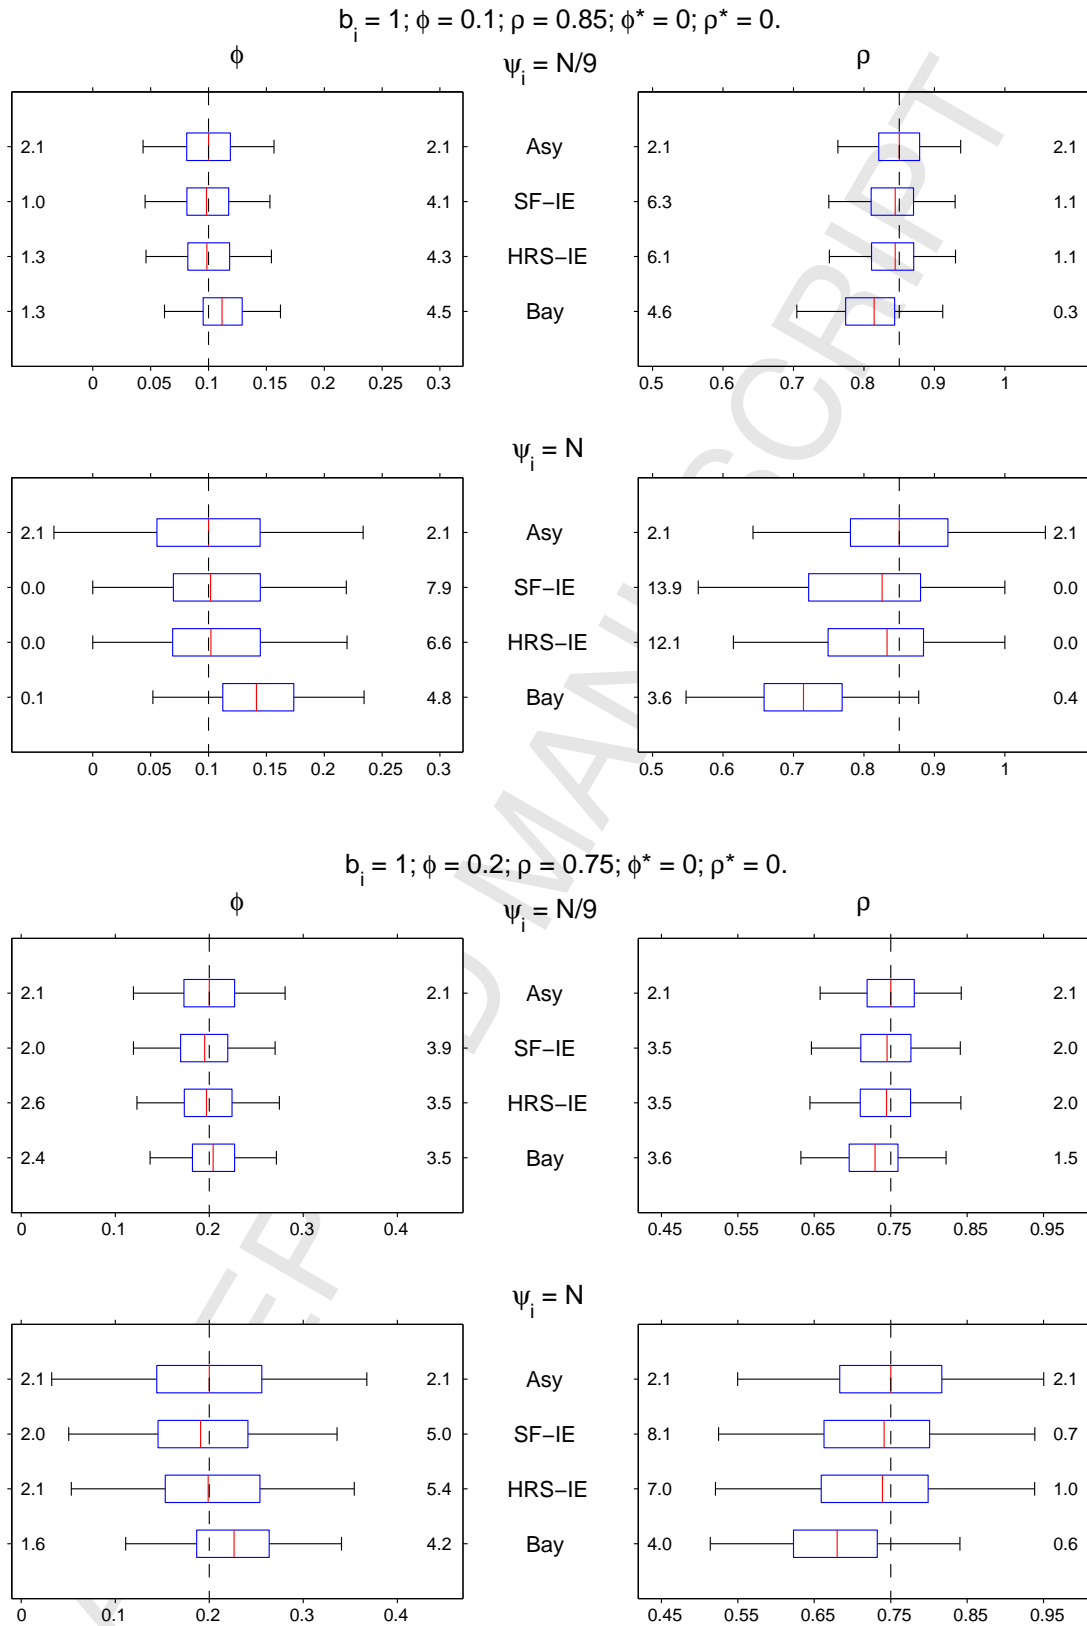 b_i = 1; ϕ = 0.1; ρ = 0.85; ϕ* = 0; ρ* = 0.
ϕ ψ_i = N/9 ρ
2.1 2.1 Asy 2.1 2.1
1.0 4.1 SF−IE 6.3 1.1
1.3 4.3 HRS−IE 6.1 1.1
1.3 4.5 Bay 4.6 0.3
0 0.05 0.1 0.15 0.2 0.25 0.3 0.5 0.6 0.7 0.8 0.9 1
ψ_i = N
2.1 2.1 Asy 2.1 2.1
0.0 7.9 SF−IE 13.9 0.0
0.0 6.6 HRS−IE 12.1 0.0
0.1 4.8 Bay 3.6 0.4
0 0.05 0.1 0.15 0.2 0.25 0.3 0.5 0.6 0.7 0.8 0.9 1
b_i = 1; ϕ = 0.2; ρ = 0.75; ϕ* = 0; ρ* = 0.
ϕ ψ_i = N/9 ρ
2.1 2.1 Asy 2.1 2.1
2.0 3.9 SF−IE 3.5 2.0
2.6 3.5 HRS−IE 3.5 2.0
2.4 3.5 Bay 3.6 1.5
0 0.1 0.2 0.3 0.4 0.45 0.55 0.65 0.75 0.85 0.95
ψ_i = N
2.1 2.1 Asy 2.1 2.1
2.0 5.0 SF−IE 8.1 0.7
2.1 5.4 HRS−IE 7.0 1.0
1.6 4.2 Bay 4.0 0.6
0 0.1 0.2 0.3 0.4 0.45 0.55 0.65 0.75 0.85 0.95